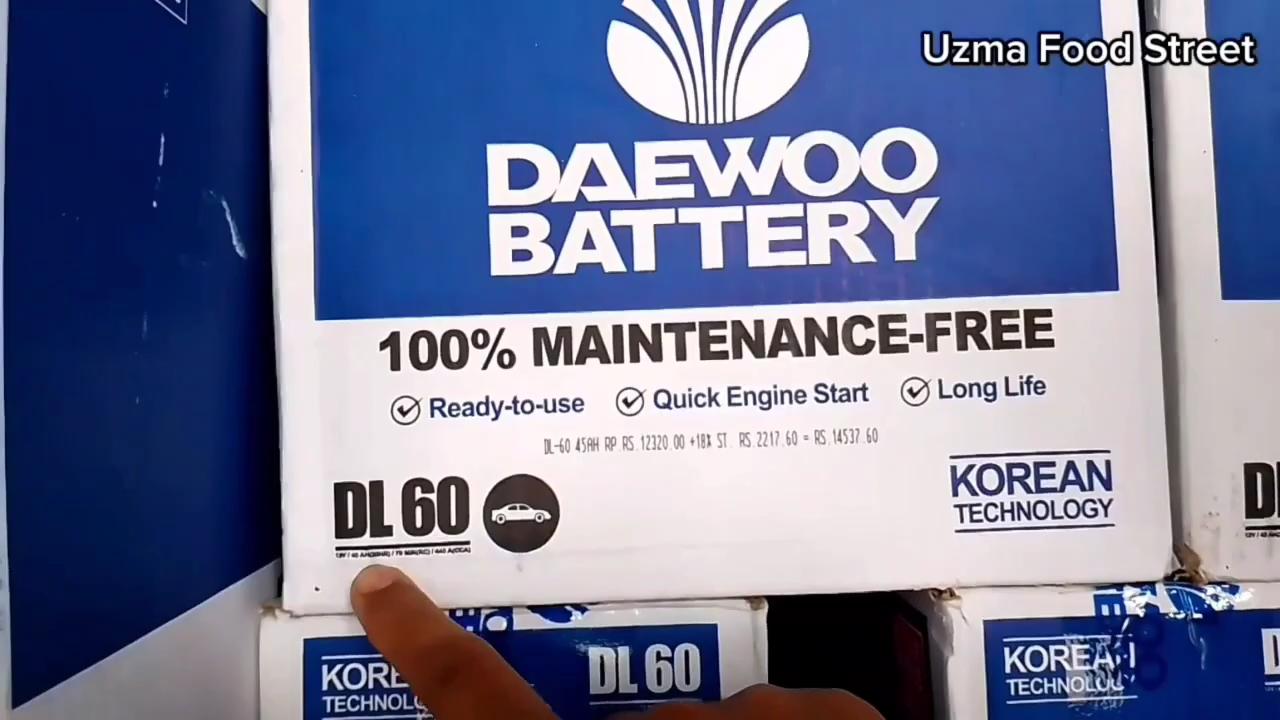 Uzma Food Street
DAEWOO
BATTERY
100% MAINTENANCE-FREE
Ready-to-use Quick Engine Start Long Life
DL-60 45AH RP.RS.12320.00 +18% ST. RS.2217.60 = RS.14537.60
DL 60
KOREAN
TECHNOLOGY
DL 60
KOREAN
TECHNOLOGY